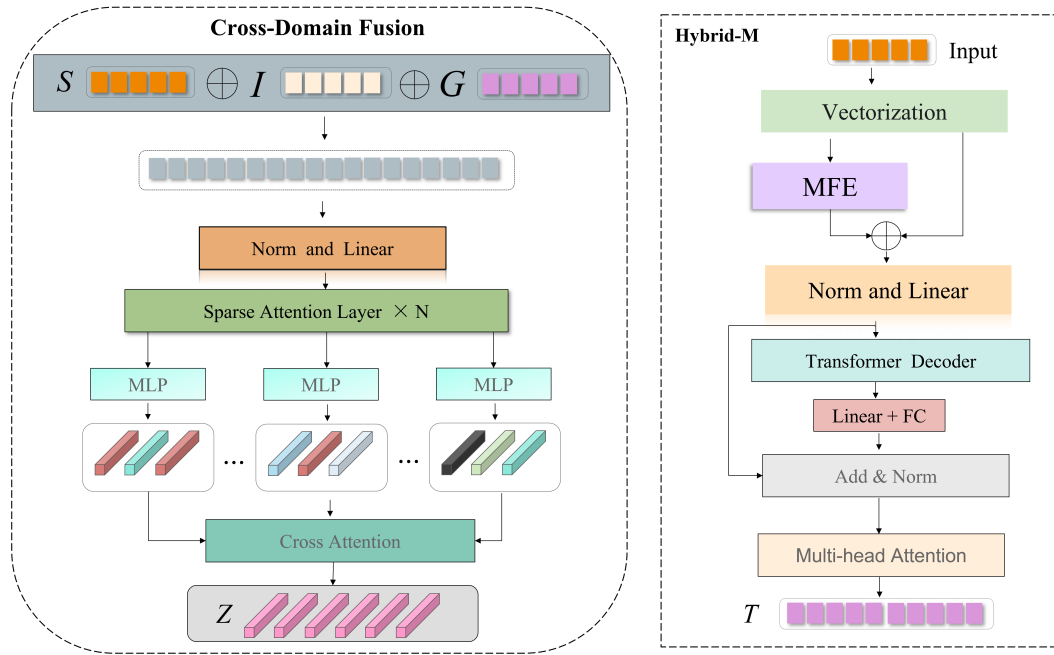 Cross-Domain Fusion
S I G
Norm and Linear
Sparse Attention Layer × N
MLP MLP MLP
... ...
Cross Attention
Z
Hybrid-M
Input
Vectorization
MFE
Norm and Linear
Transformer Decoder
Linear + FC
Add & Norm
Multi-head Attention
T